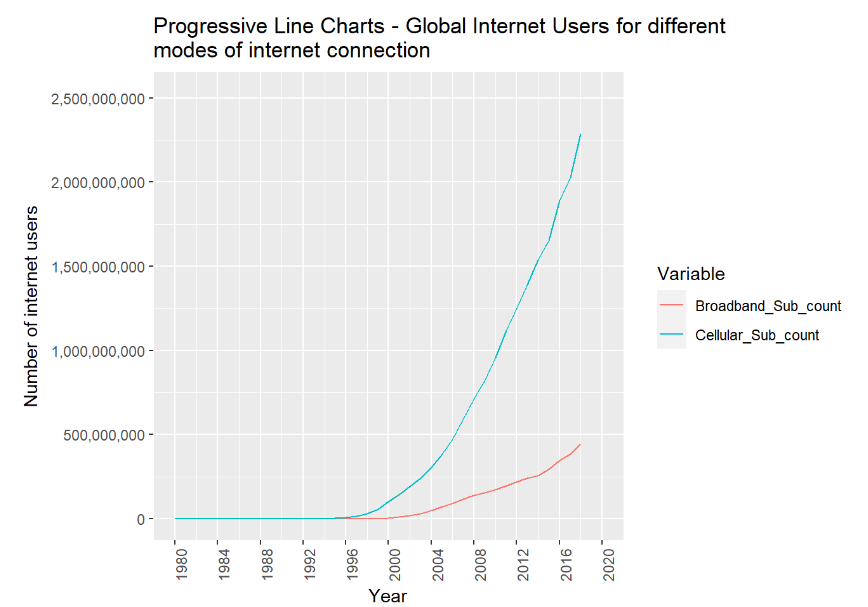 Progressive Line Charts - Global Internet Users for different
modes of internet connection
Number of internet users
2,500,000,000
2,000,000,000
1,500,000,000
1,000,000,000
500,000,000
0
1980
1984
1988
1992
1996
2000
2004
2008
2012
2016
2020
Year
Variable
Broadband_Sub_count
Cellular_Sub_count